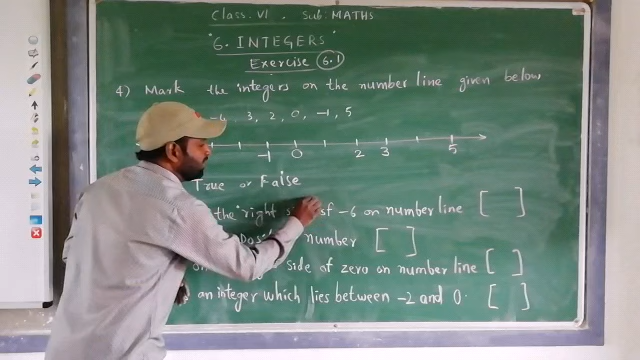 Class. VI . Sub: MATHS
"6. INTEGERS"
Exercise 6.1
4) Mark the integers on the number line given below
3, 2, 0, -1, 5
-1 0 2 3 5
True or False
the right of -6 on number line [ ]
number [ ]
side of zero on number line [ ]
an integer which lies between -2 and 0. [ ]